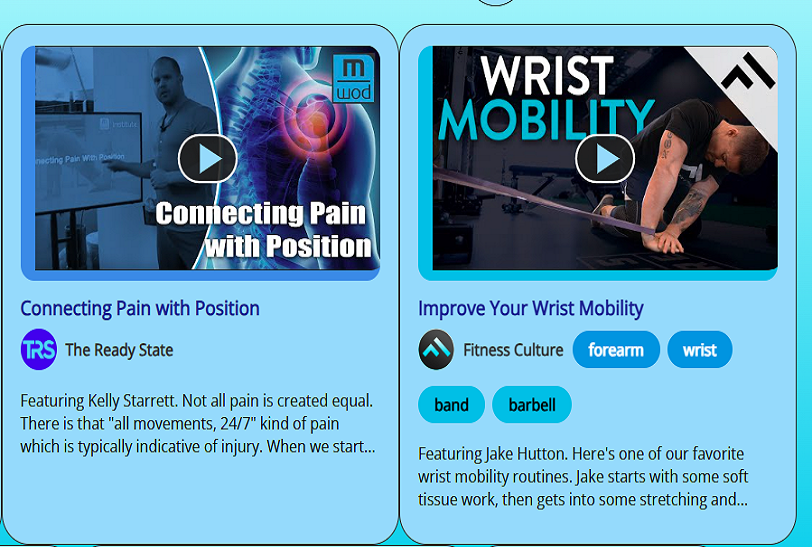 m
wod
institute
Connecting Pain With Position
Connecting Pain
with Position
Connecting Pain with Position
TRS
The Ready State
Featuring Kelly Starrett. Not all pain is created equal.
There is that "all movements, 24/7" kind of pain
which is typically indicative of injury. When we start...
WRIST
MOBILITY
Improve Your Wrist Mobility
Fitness Culture
forearm
wrist
band
barbell
Featuring Jake Hutton. Here's one of our favorite
wrist mobility routines. Jake starts with some soft
tissue work, then gets into some stretching and...